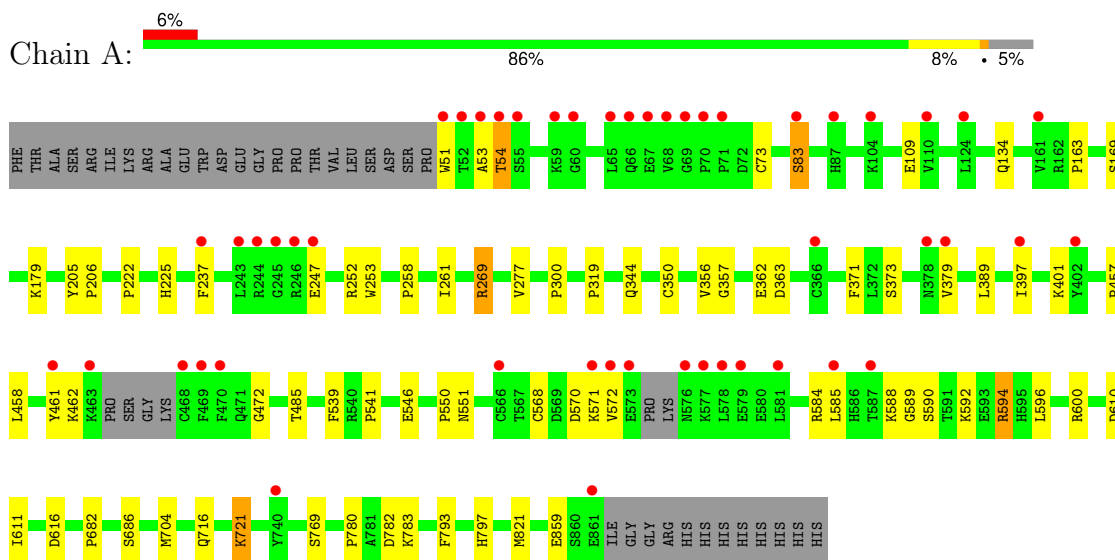 6%
Chain A:
86% 8% • 5%
PHE THR ALA SER ARG ILE LYS ARG ALA GLU TRP ASP GLU GLY PRO PRO THR VAL LEU SER ASP SER PRO W51 T52 A53 T54 S55 K59 G60 L65 Q66 E67 V68 G69 P70 P71 D72 C73 S83 H87 K104 E109 V110 L124 Q134 V161 R162 P163 S169
K179 Y205 P206 P222 H225 F237 L243 R244 G245 R246 E247 R252 W253 P258 I261 R269 V277 P300 P319 Q344 C350 V356 G357 E362 D363 C366 F371 L372 S373 N378 V379 L389 I397 K401 Y402
L458 Y461 K462 K463 PRO SER GLY LYS C468 F469 F470 Q471 G472 T485 F539 R540 P541 E546 P550 N551 C566 T567 C568 D569 D570 K571 V572 E573 PRO LYS N576 K577 L578 E579 E580 L581 R584 L585 H586 T587 K588 G589 S590 T591 K592 E593 R594 H595 L596 R600
I611 D616 P682 S686 M704 Q716 K721 Y740 S769 P780 A781 D782 K783 F793 H797 M821 E859 S860 E861 ILE GLY GLY ARG HIS HIS HIS HIS HIS HIS HIS HIS